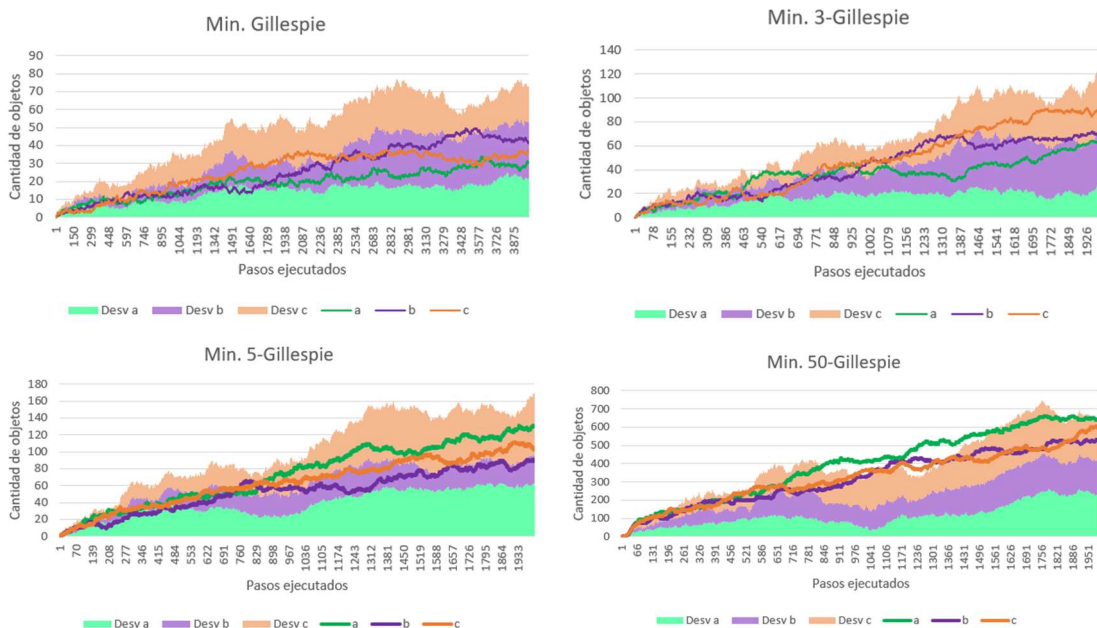 Min. Gillespie
Cantidad de objetos
90
80
70
60
50
40
30
20
10
0
1 150 299 448 597 746 895 1044 1193 1342 1491 1640 1789 1938 2087 2236 2385 2534 2683 2832 2981 3130 3279 3428 3577 3726 3875
Pasos ejecutados
Desv a Desv b Desv c a b c
Min. 3-Gillespie
Cantidad de objetos
140
120
100
80
60
40
20
0
1 78 155 232 309 386 463 540 617 694 771 848 925 1002 1079 1156 1233 1310 1387 1464 1541 1618 1695 1772 1849 1926
Pasos ejecutados
Desv a Desv b Desv c a b c
Min. 5-Gillespie
Cantidad de objetos
180
160
140
120
100
80
60
40
20
0
1 70 139 208 277 346 415 484 553 622 691 760 829 898 967 1036 1105 1174 1243 1312 1381 1450 1519 1588 1657 1726 1795 1864 1933
Pasos ejecutados
Desv a Desv b Desv c a b c
Min. 50-Gillespie
Cantidad de objetos
800
700
600
500
400
300
200
100
0
1 66 131 196 261 326 391 456 521 586 651 716 781 846 911 976 1041 1106 1171 1236 1301 1366 1431 1496 1561 1626 1691 1756 1821 1886 1951
Pasos ejecutados
Desv a Desv b Desv c a b c